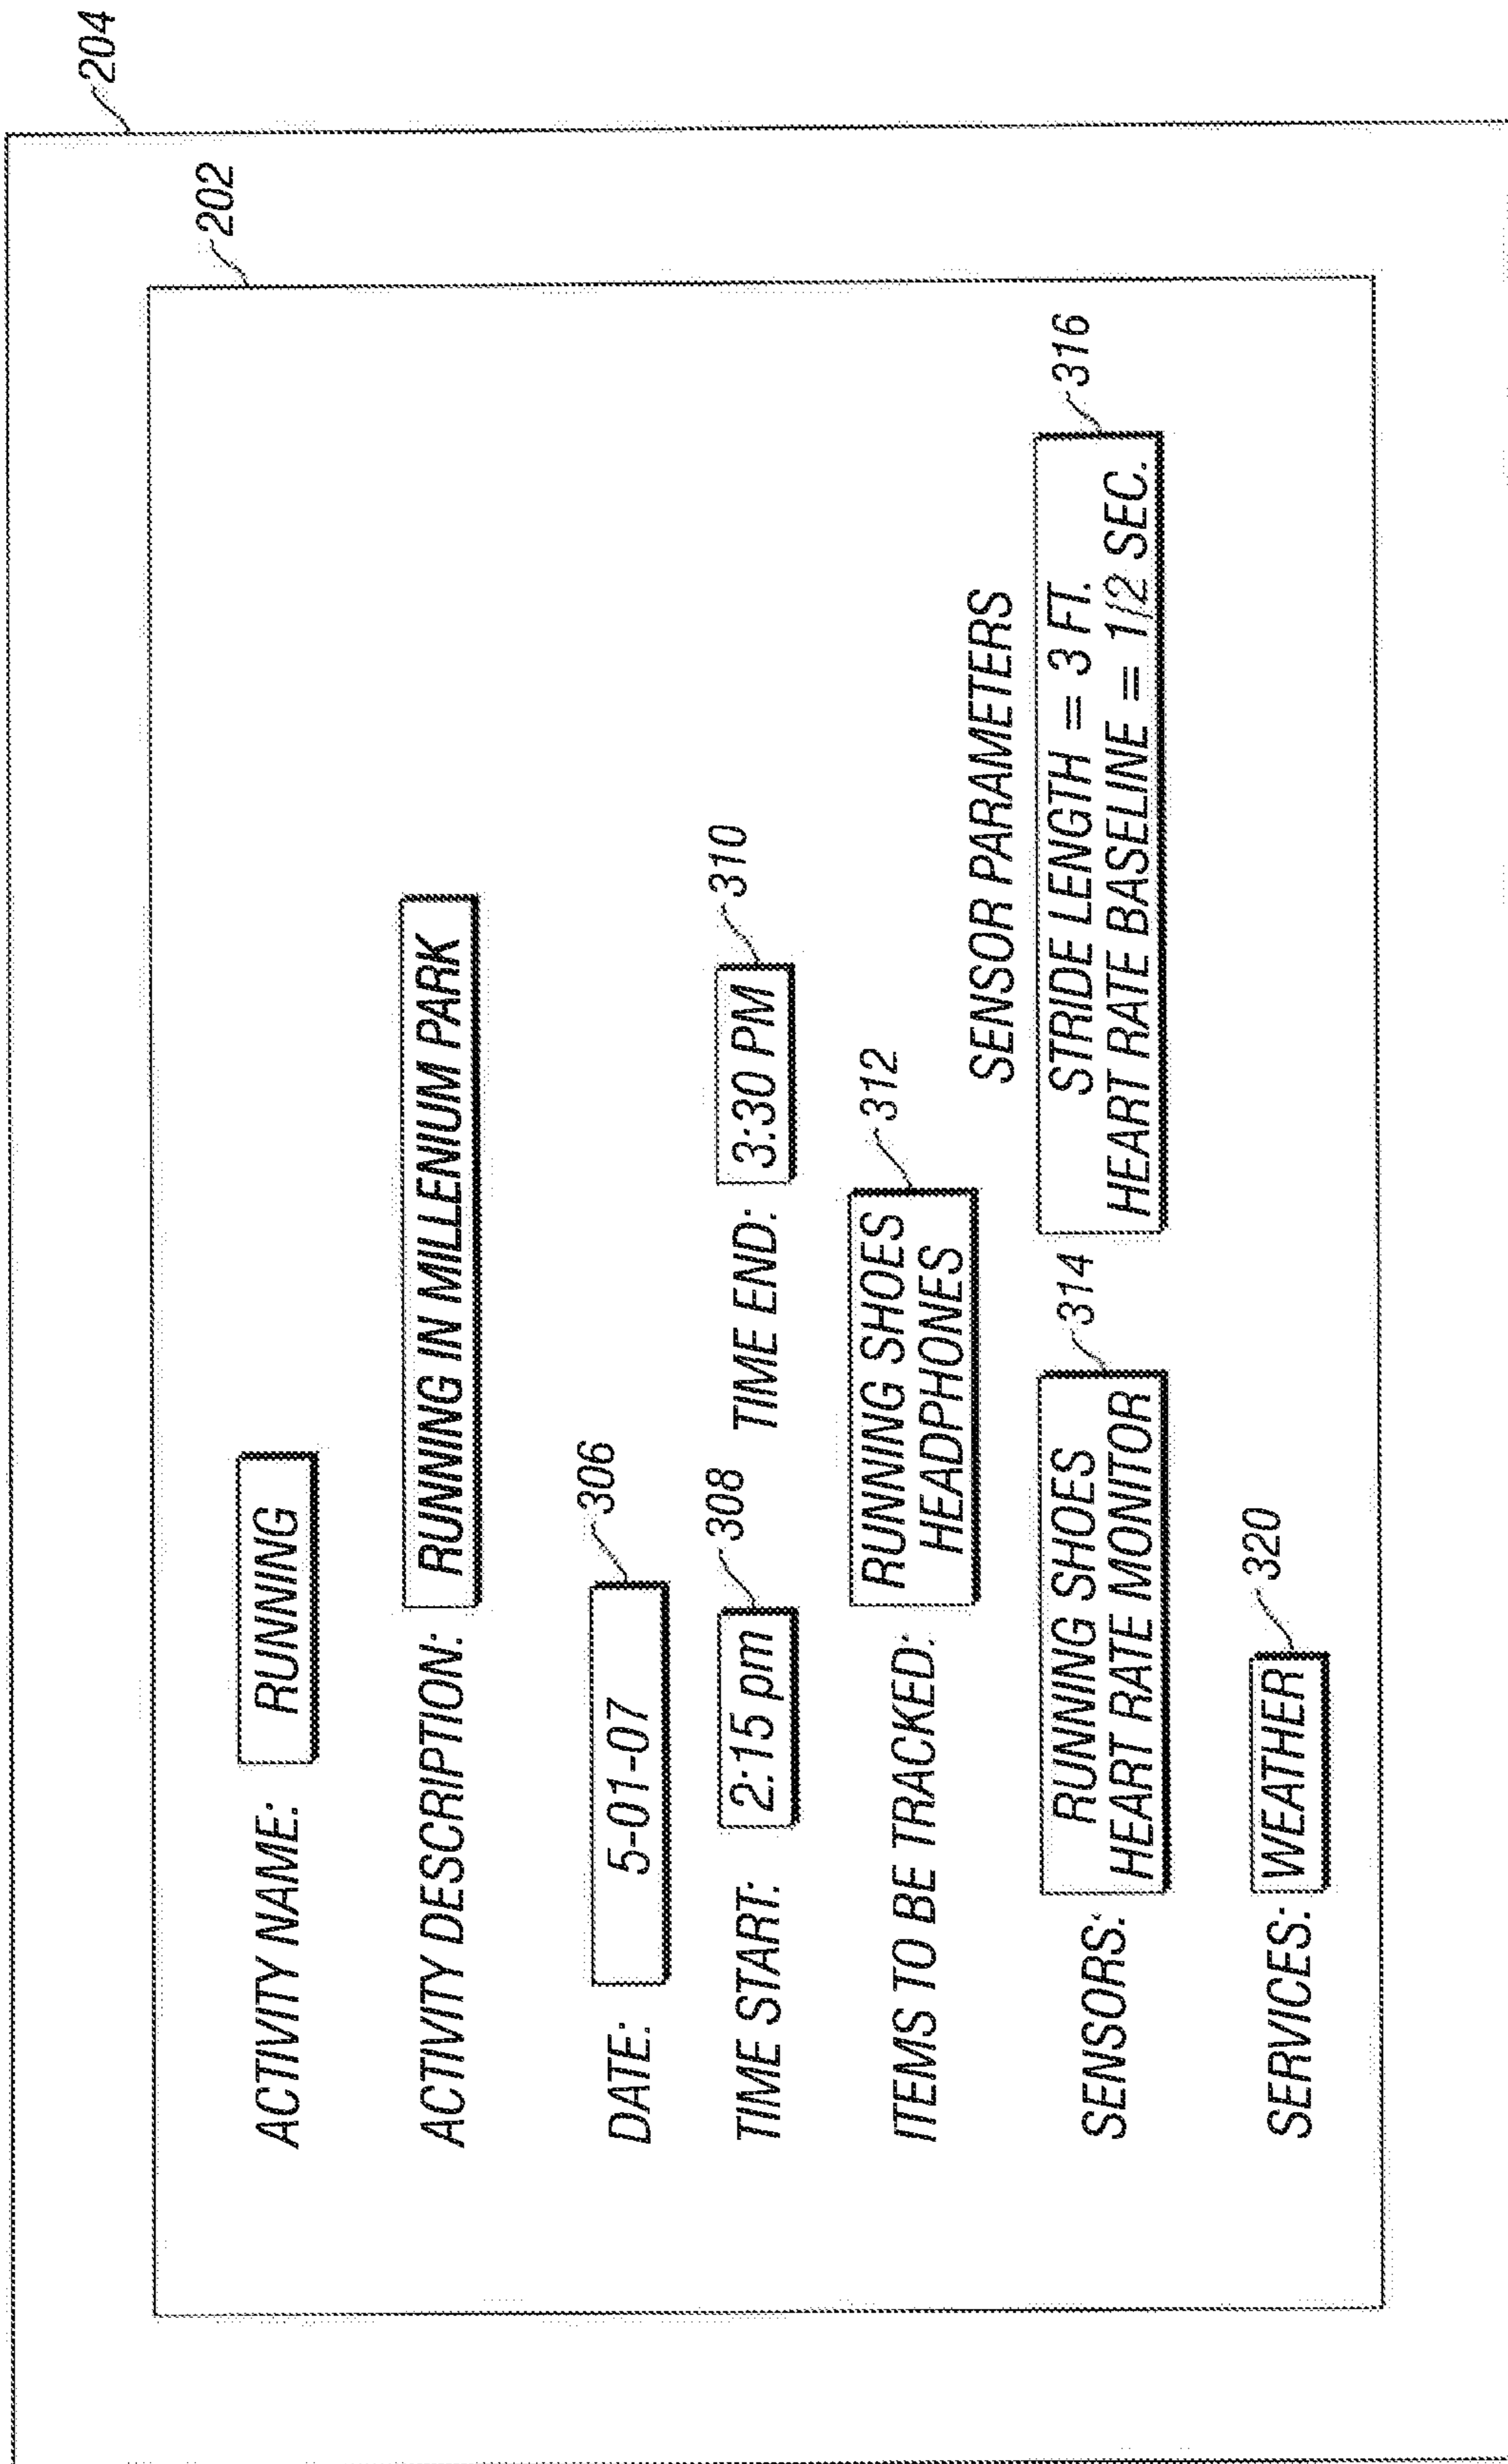 204
202
ACTIVITY NAME: RUNNING
ACTIVITY DESCRIPTION: RUNNING IN MILLENIUM PARK
306
DATE: 5-01-07
308
310
TIME START: 2:15 pm TIME END: 3:30 PM
312
ITEMS TO BE TRACKED: RUNNING SHOES
HEADPHONES
SENSOR PARAMETERS
314
316
SENSORS: RUNNING SHOES
HEART RATE MONITOR
STRIDE LENGTH = 3 FT.
HEART RATE BASELINE = 1/2 SEC.
320
SERVICES: WEATHER